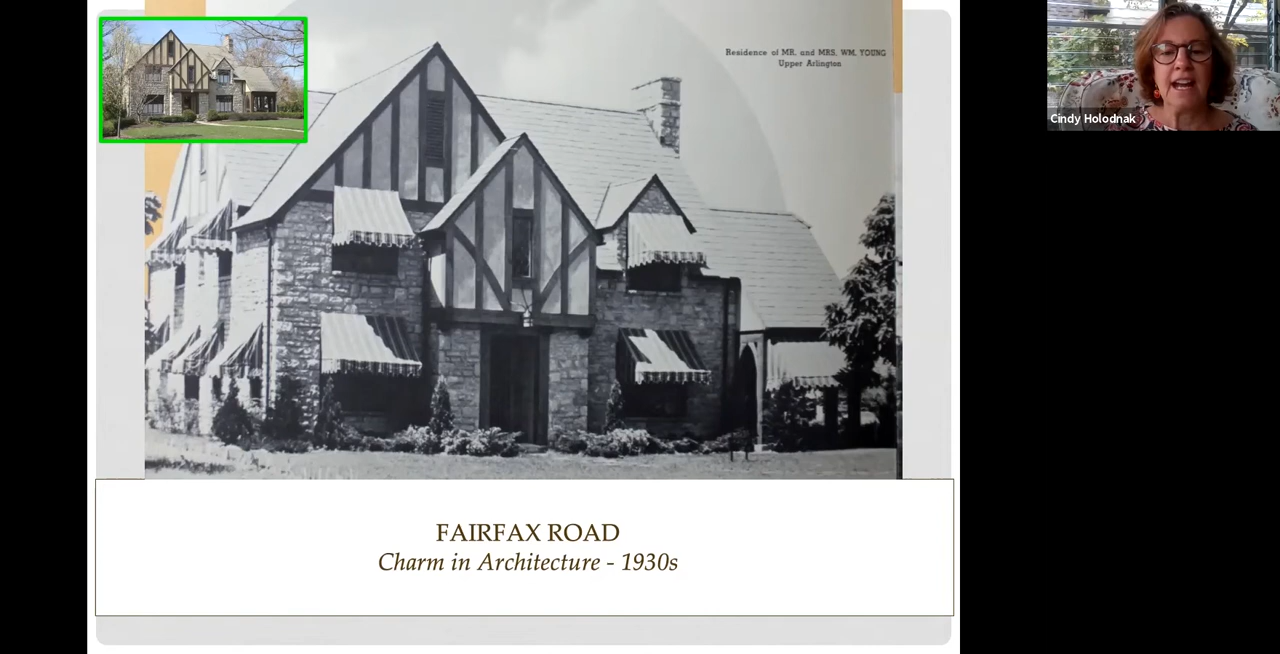 Residence of MR. and MRS. WM. YOUNG
Upper Arlington
Cindy Holodnak
FAIRFAX ROAD
Charm in Architecture - 1930s